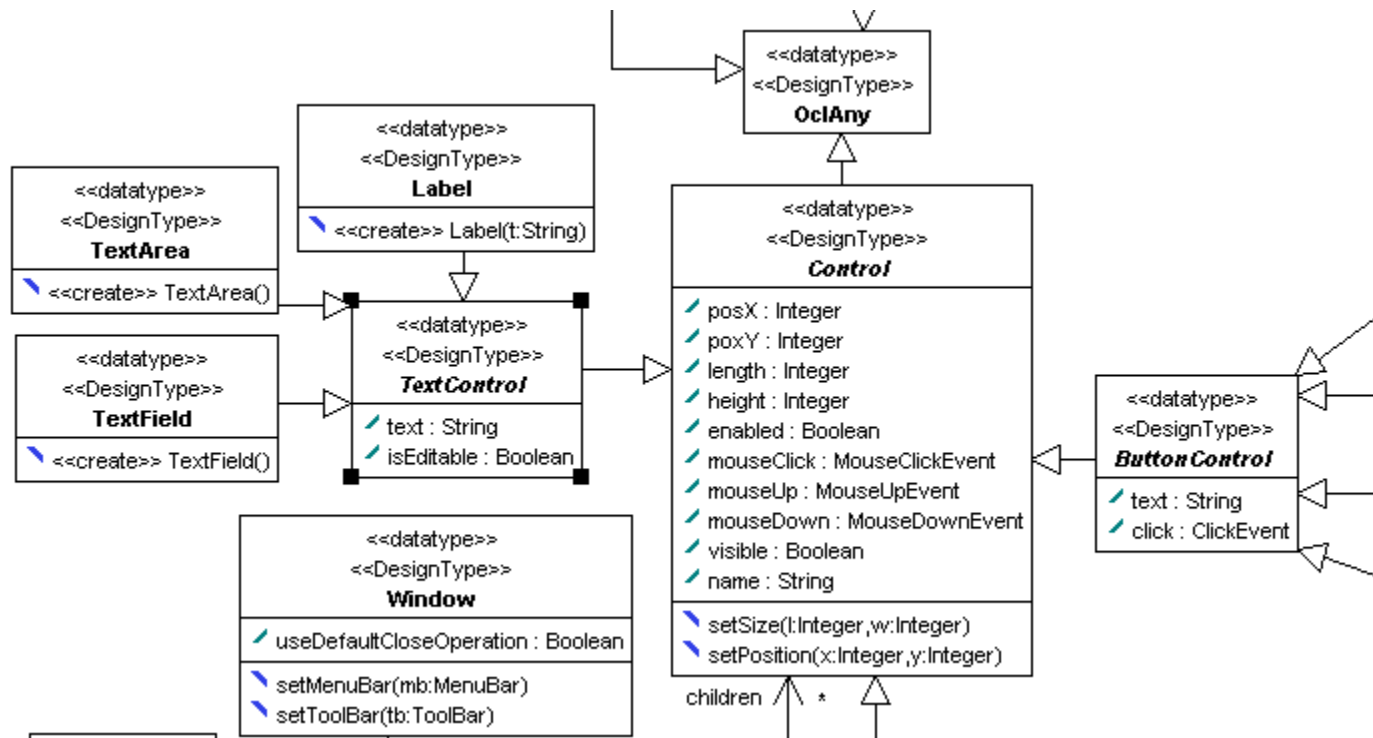 <<datatype>>
<<DesignType>>
OclAny
<<datatype>>
<<DesignType>>
Label
<<create>> Label(t:String)
<<datatype>>
<<DesignType>>
TextArea
<<create>> TextArea()
<<datatype>>
<<DesignType>>
TextField
<<create>> TextField()
<<datatype>>
<<DesignType>>
TextControl
text : String
isEditable : Boolean
<<datatype>>
<<DesignType>>
Control
posX : Integer
poxY : Integer
length : Integer
height : Integer
enabled : Boolean
mouseClick : MouseClickEvent
mouseUp : MouseUpEvent
mouseDown : MouseDownEvent
visible : Boolean
name : String
setSize(l:Integer,w:Integer)
setPosition(x:Integer,y:Integer)
children *
<<datatype>>
<<DesignType>>
ButtonControl
text : String
click : ClickEvent
<<datatype>>
<<DesignType>>
Window
useDefaultCloseOperation : Boolean
setMenuBar(mb:MenuBar)
setToolBar(tb:ToolBar)